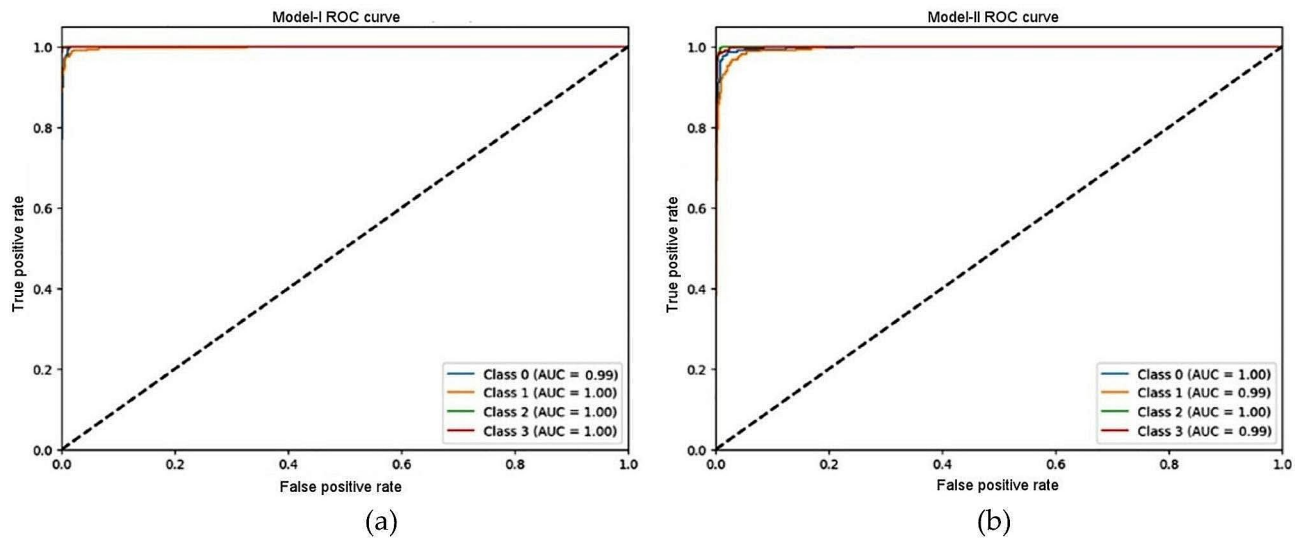 Model-I ROC curve
1.0
0.8
0.6
0.4
0.2
0.0
True positive rate
Class 0 (AUC = 0.99)
Class 1 (AUC = 1.00)
Class 2 (AUC = 1.00)
Class 3 (AUC = 1.00)
0.0 0.2 0.4 0.6 0.8 1.0
False positive rate
(a)
Model-II ROC curve
1.0
0.8
0.6
0.4
0.2
0.0
True positive rate
Class 0 (AUC = 1.00)
Class 1 (AUC = 0.99)
Class 2 (AUC = 1.00)
Class 3 (AUC = 0.99)
0.0 0.2 0.4 0.6 0.8 1.0
False positive rate
(b)